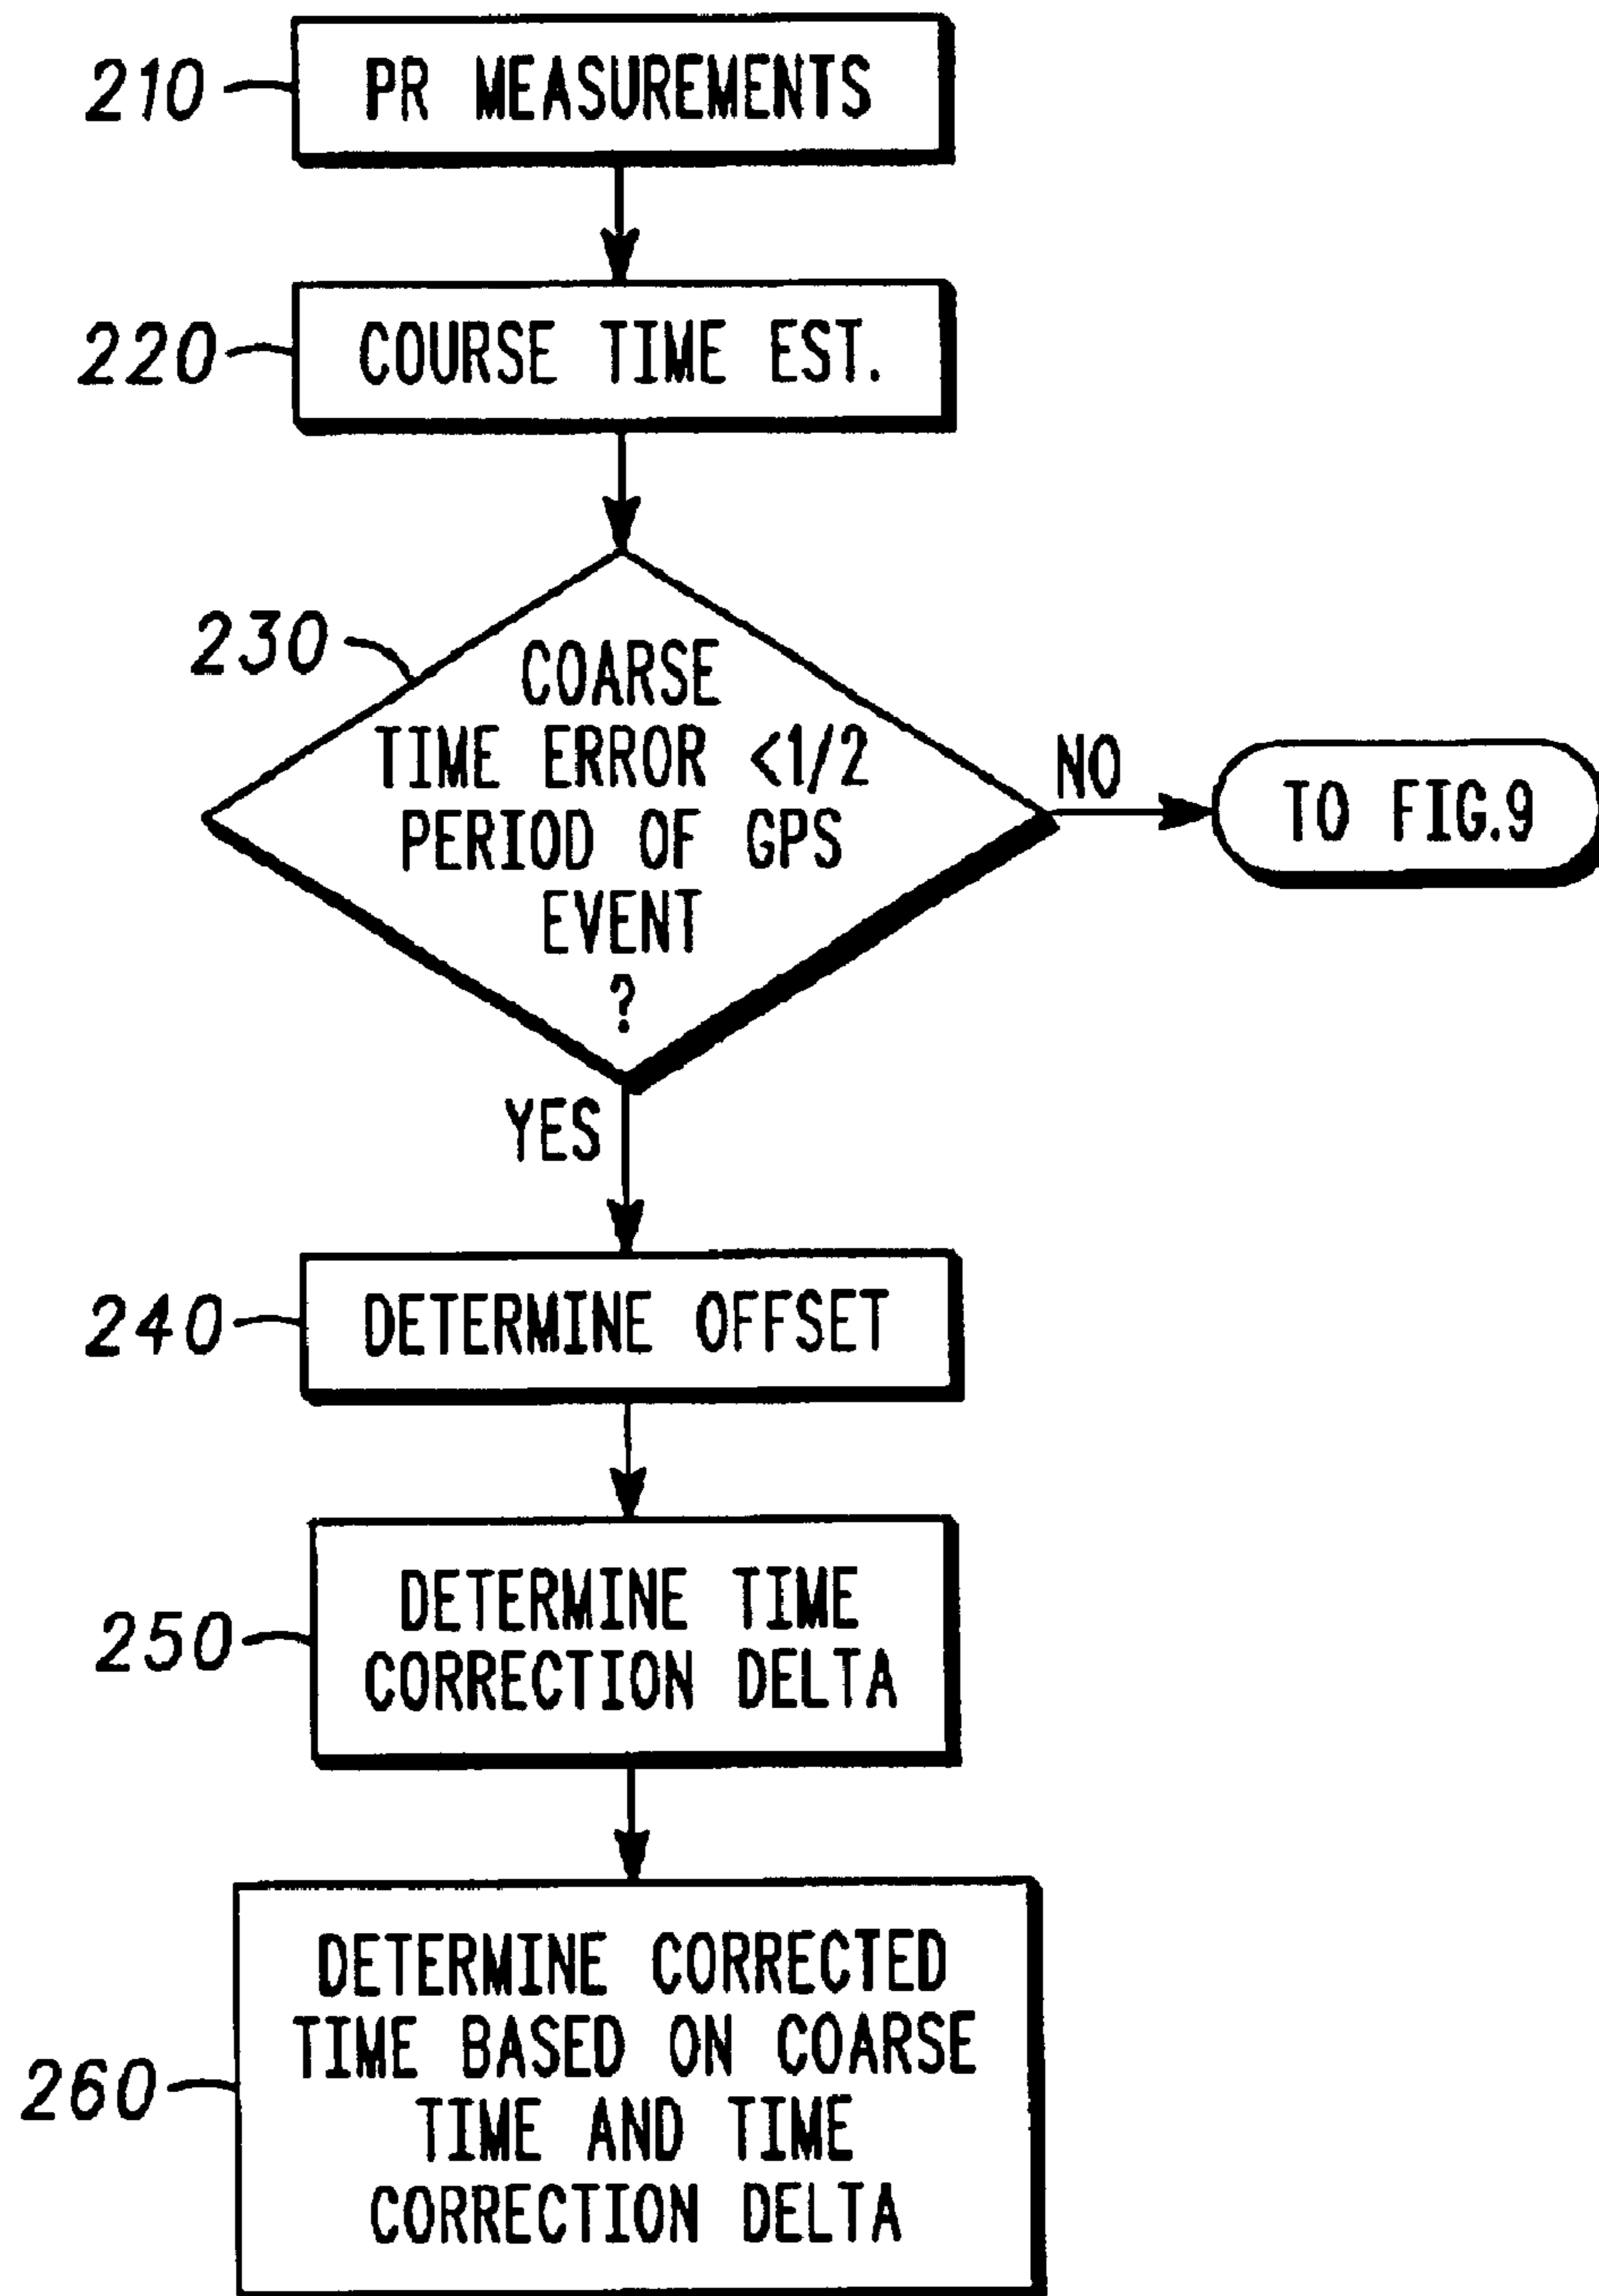 210
PR MEASUREMENTS
220
COURSE TIME EST.
230
COARSE
TIME ERROR <1/2
PERIOD OF GPS
EVENT
?
NO
TO FIG.9
YES
240
DETERMINE OFFSET
250
DETERMINE TIME
CORRECTION DELTA
260
DETERMINE CORRECTED
TIME BASED ON COARSE
TIME AND TIME
CORRECTION DELTA